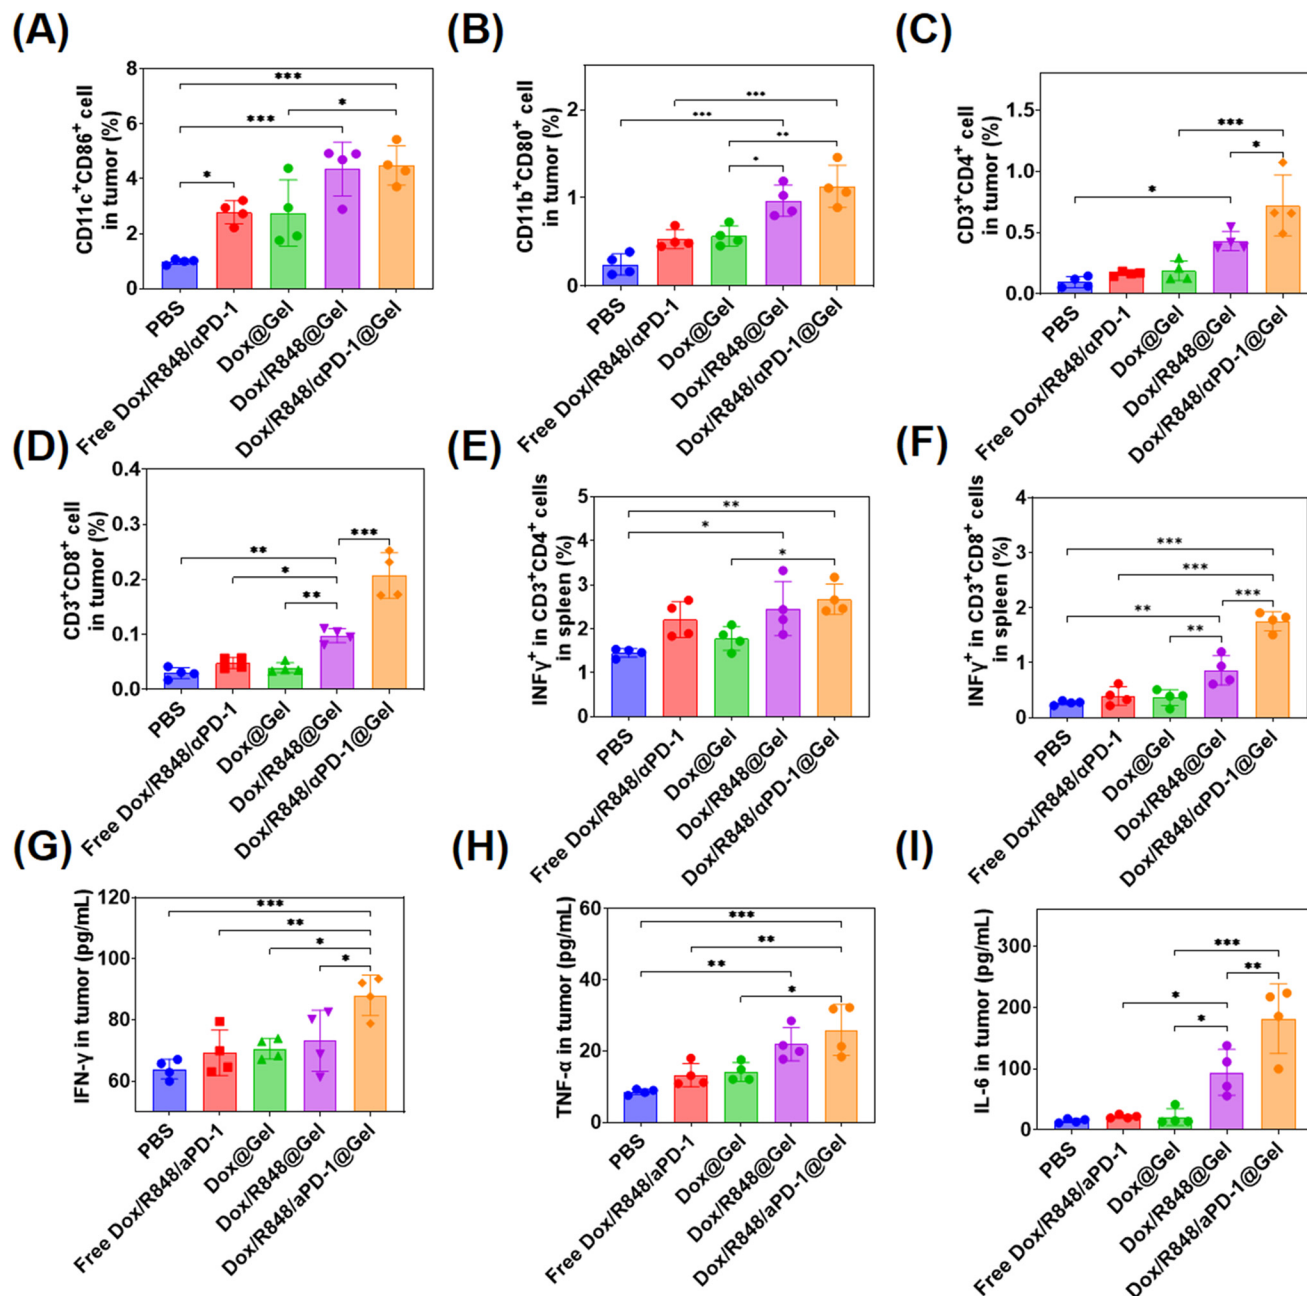 (A)
CD11c⁺CD86⁺ cell
in tumor (%)
8
6
4
2
0
***
*
***
*
PBS
Free Dox/R848/αPD-1
Dox@Gel
Dox/R848@Gel
Dox/R848/αPD-1@Gel
(B)
CD11b⁺CD80⁺ cell
in tumor (%)
2
1
0
***
***
**
*
PBS
Free Dox/R848/αPD-1
Dox@Gel
Dox/R848@Gel
Dox/R848/αPD-1@Gel
(C)
CD3⁺CD4⁺ cell
in tumor (%)
1.5
1.0
0.5
0.0
***
*
*
PBS
Free Dox/R848/αPD-1
Dox@Gel
Dox/R848@Gel
Dox/R848/αPD-1@Gel
(D)
CD3⁺CD8⁺ cell
in tumor (%)
0.4
0.3
0.2
0.1
0.0
***
**
*
**
PBS
Free Dox/R848/αPD-1
Dox@Gel
Dox/R848@Gel
Dox/R848/αPD-1@Gel
(E)
INFγ⁺ in CD3⁺CD4⁺ cells
in spleen (%)
5
4
3
2
1
0
**
*
*
PBS
Free Dox/R848/αPD-1
Dox@Gel
Dox/R848@Gel
Dox/R848/αPD-1@Gel
(F)
INFγ⁺ in CD3⁺CD8⁺ cells
in spleen (%)
4
3
2
1
0
***
***
***
**
**
PBS
Free Dox/R848/αPD-1
Dox@Gel
Dox/R848@Gel
Dox/R848/αPD-1@Gel
(G)
IFN-γ in tumor (pg/mL)
120
100
80
60
***
**
*
*
PBS
Free Dox/R848/aPD-1
Dox@Gel
Dox/R848@Gel
Dox/R848/aPD-1@Gel
(H)
TNF-α in tumor (pg/mL)
60
40
20
0
***
**
**
*
PBS
Free Dox/R848/aPD-1
Dox@Gel
Dox/R848@Gel
Dox/R848/aPD-1@Gel
(I)
IL-6 in tumor (pg/mL)
300
200
100
0
***
**
*
*
PBS
Free Dox/R848/aPD-1
Dox@Gel
Dox/R848@Gel
Dox/R848/aPD-1@Gel